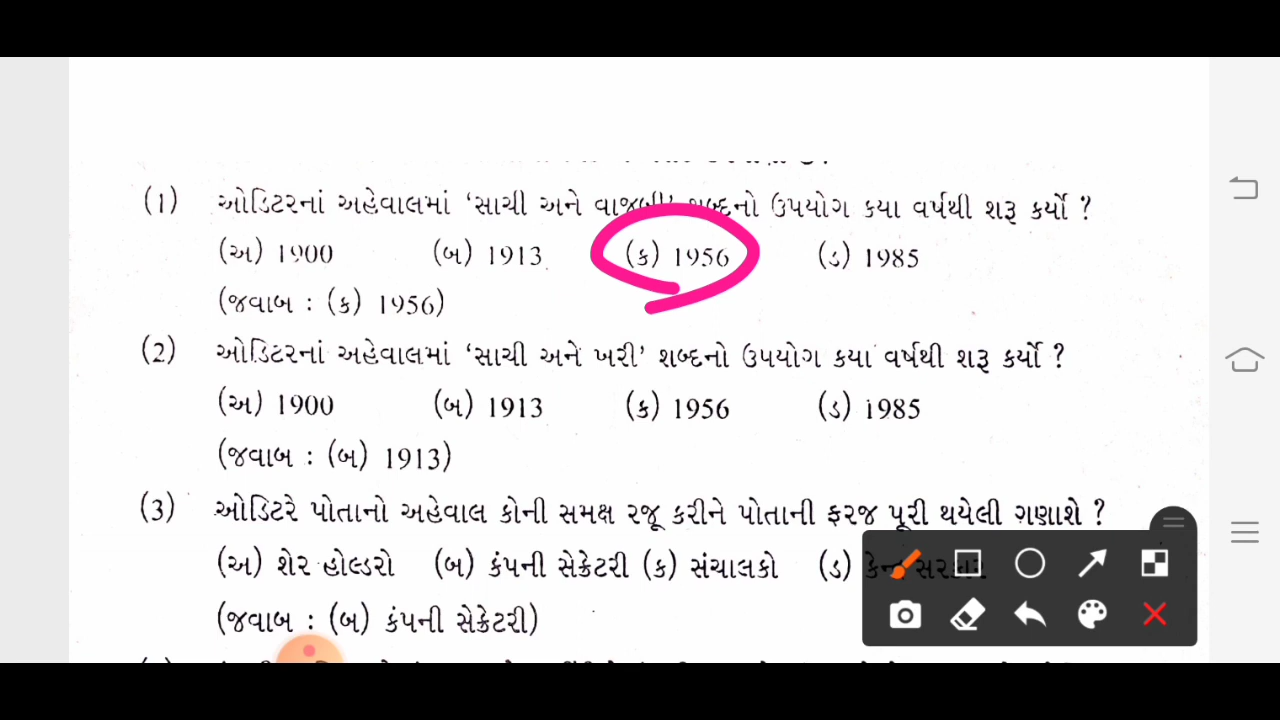 (1) ઓડિટરનાં અહેવાલમાં ‘સાચી અને વાજબી’ શબ્દનો ઉપયોગ કયા વર્ષથી શરૂ કર્યો ?
(અ) 1900 (બ) 1913 (ક) 1956 (ડ) 1985
(જવાબ : (ક) 1956)
(2) ઓડિટરનાં અહેવાલમાં ‘સાચી અને ખરી’ શબ્દનો ઉપયોગ કયા વર્ષથી શરૂ કર્યો ?
(અ) 1900 (બ) 1913 (ક) 1956 (ડ) 1985
(જવાબ : (બ) 1913)
(3) ઓડિટરે પોતાનો અહેવાલ કોની સમક્ષ રજૂ કરીને પોતાની ફરજ પૂરી થયેલી ગણાશે ?
(અ) શેર હોલ્ડરો (બ) કંપની સેક્રેટરી (ક) સંચાલકો (ડ) કેન્દ્ર સરકાર
(જવાબ : (બ) કંપની સેક્રેટરી)